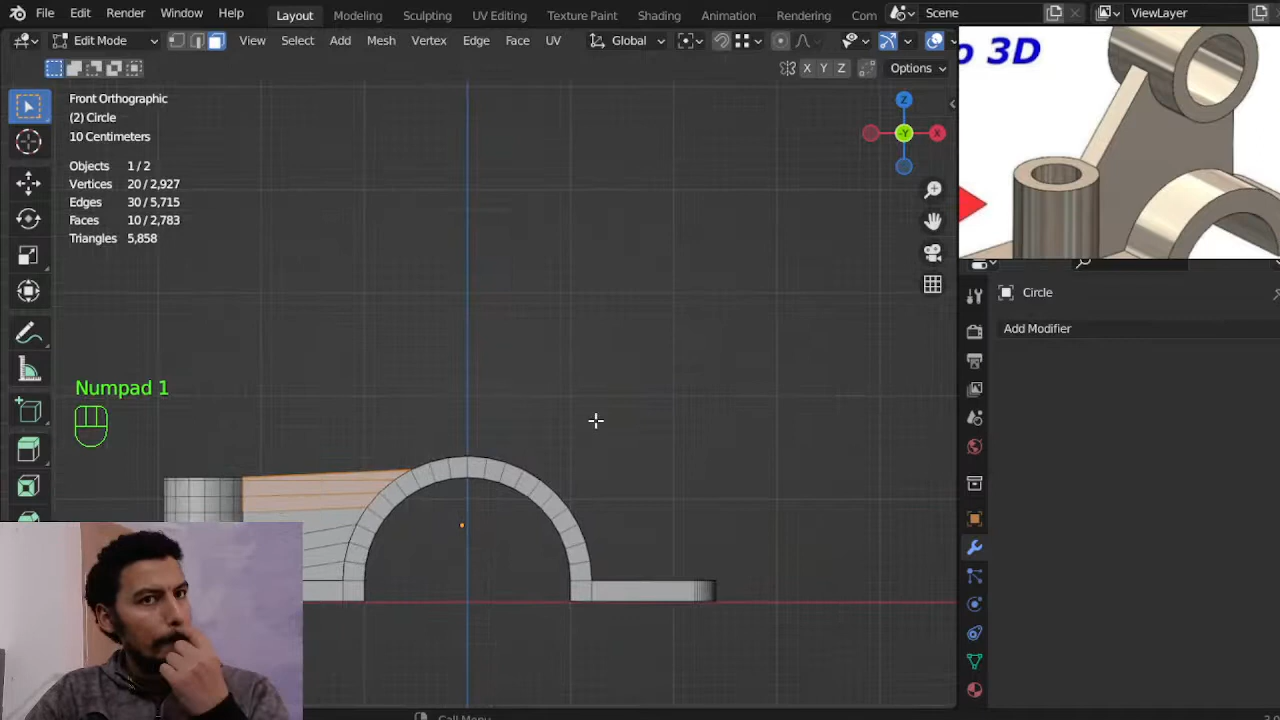 File Edit Render Window Help Layout Modeling Sculpting UV Editing Texture Paint Shading Animation Rendering Com Scene ViewLayer
Edit Mode View Select Add Mesh Vertex Edge Face UV Global
X Y Z Options
o 3D
Front Orthographic
(2) Circle
10 Centimeters
Objects 1 / 2
Vertices 20 / 2,927
Edges 30 / 5,715
Faces 10 / 2,783
Triangles 5,858
Z
-Y X
Circle
Add Modifier
Numpad 1
Call Menu